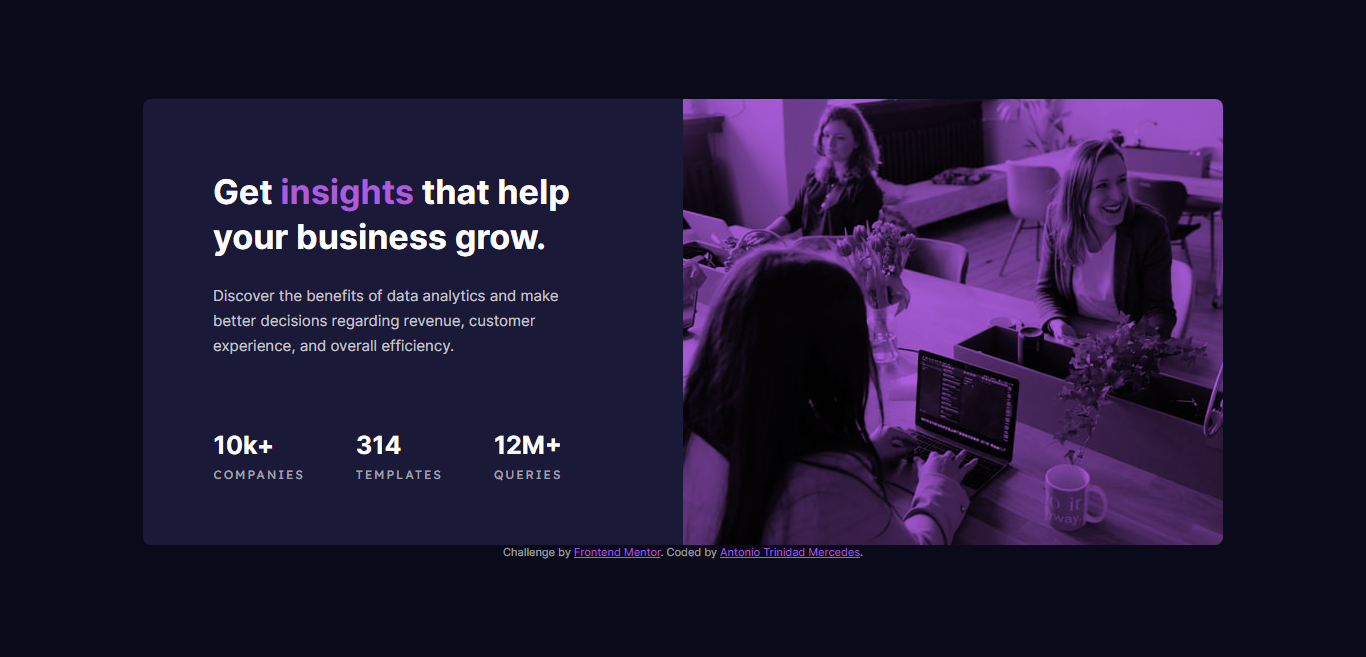 Get insights that help
your business grow.
Discover the benefits of data analytics and make
better decisions regarding revenue, customer
experience, and overall efficiency.
10k+ 314 12M+
COMPANIES TEMPLATES QUERIES
Challenge by Frontend Mentor. Coded by Antonio Trinidad Mercedes.